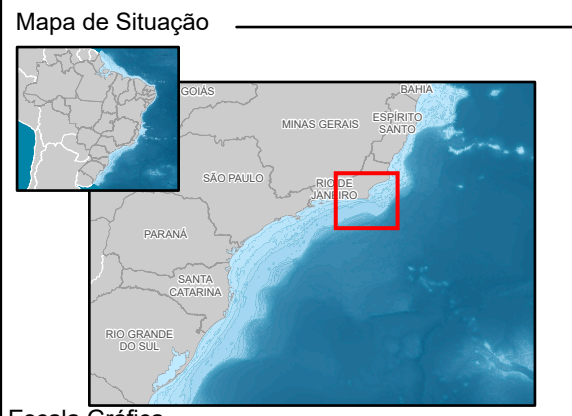 Mapa de Situação
GOIÁS
BAHIA
MINAS GERAIS
ESPÍRITO
SANTO
SÃO PAULO
RIO DE
JANEIRO
PARANÁ
SANTA
CATARINA
RIO GRANDE
DO SUL
Escala Gráfica